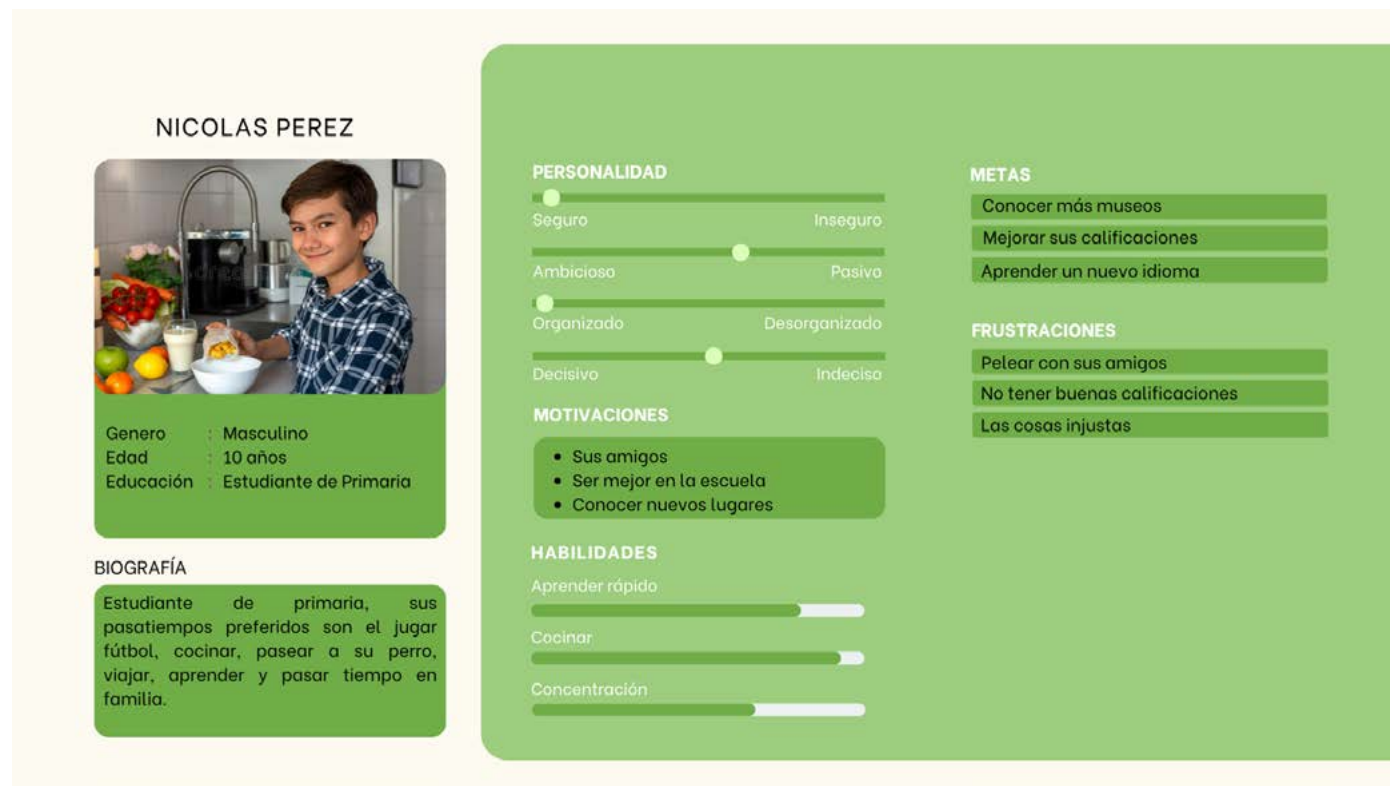 NICOLAS PEREZ
Genero : Masculino
Edad : 10 años
Educación : Estudiante de Primaria
BIOGRAFÍA
Estudiante de primaria, sus
pasatiempos preferidos son el jugar
fútbol, cocinar, pasear a su perro,
viajar, aprender y pasar tiempo en
familia.
PERSONALIDAD
Seguro Inseguro
Ambicioso Pasivo
Organizado Desorganizado
Decisivo Indeciso
MOTIVACIONES
• Sus amigos
• Ser mejor en la escuela
• Conocer nuevos lugares
HABILIDADES
Aprender rápido
Cocinar
Concentración
METAS
Conocer más museos
Mejorar sus calificaciones
Aprender un nuevo idioma
FRUSTRACIONES
Pelear con sus amigos
No tener buenas calificaciones
Las cosas injustas